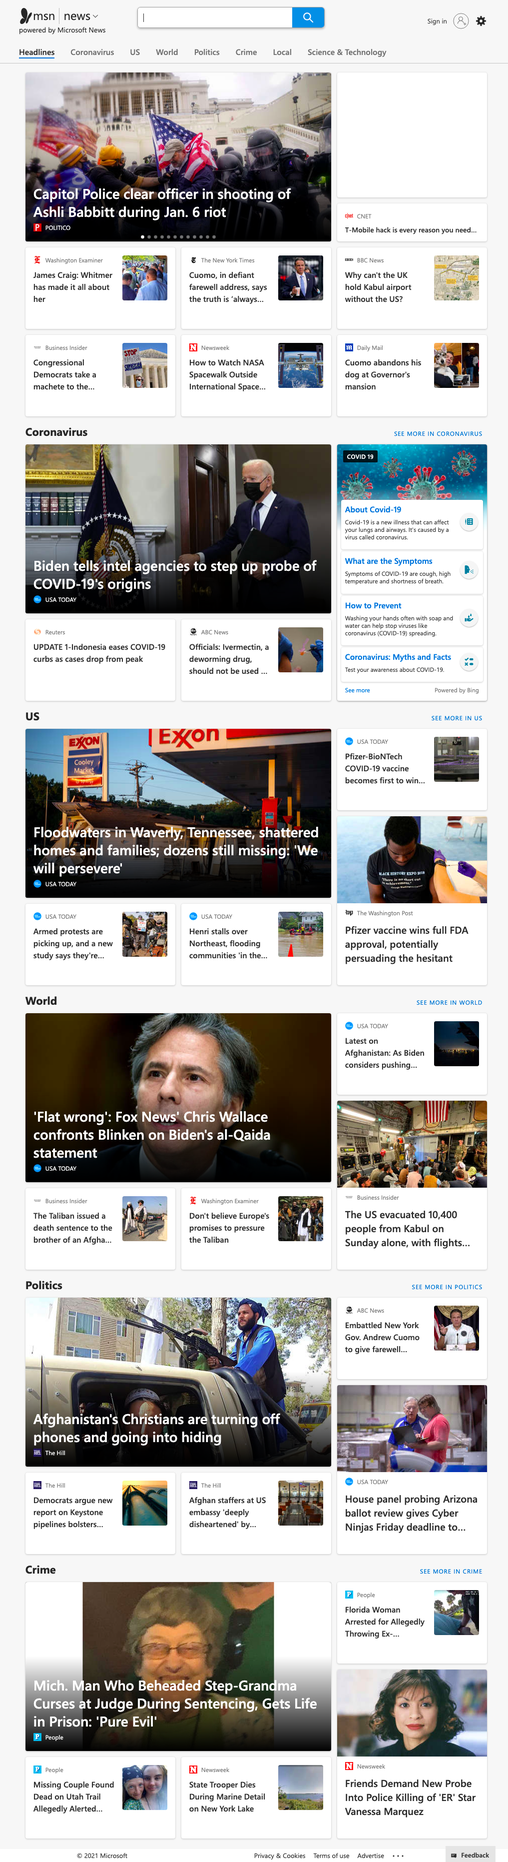 msn news
powered by Microsoft News
Sign in
Headlines Coronavirus US World Politics Crime Local Science & Technology
Capitol Police clear officer in shooting of
Ashli Babbitt during Jan. 6 riot
POLITICO
CNET
T-Mobile hack is every reason you need...
Washington Examiner
James Craig: Whitmer
has made it all about
her
The New York Times
Cuomo, in defiant
farewell address, says
the truth is 'always...
BBC News
Why can't the UK
hold Kabul airport
without the US?
Business Insider
Congressional
Democrats take a
machete to the...
Newsweek
How to Watch NASA
Spacewalk Outside
International Space...
Daily Mail
Cuomo abandons his
dog at Governor's
mansion
Coronavirus
SEE MORE IN CORONAVIRUS
Biden tells intel agencies to step up probe of
COVID-19's origins
USA TODAY
COVID 19
About Covid-19
Covid-19 is a new illness that can affect
your lungs and airways. It's caused by a
virus called coronavirus.
What are the Symptoms
Symptoms of COVID-19 are cough, high
temperature and shortness of breath.
How to Prevent
Washing your hands often with soap and
water can help stop viruses like
coronavirus (COVID-19) spreading.
Coronavirus: Myths and Facts
Test your awareness about COVID-19.
See more
Powered by Bing
Reuters
UPDATE 1-Indonesia eases COVID-19
curbs as cases drop from peak
ABC News
Officials: Ivermectin, a
deworming drug,
should not be used ...
US
SEE MORE IN US
EXXON
EXXON
Cooley
Market
Floodwaters in Waverly, Tennessee, shattered
homes and families; dozens still missing: 'We
will persevere'
USA TODAY
USA TODAY
Pfizer-BioNTech
COVID-19 vaccine
becomes first to win...
The Washington Post
Pfizer vaccine wins full FDA
approval, potentially
persuading the hesitant
USA TODAY
Armed protests are
picking up, and a new
study says they're...
USA TODAY
Henri stalls over
Northeast, flooding
communities 'in the...
World
SEE MORE IN WORLD
'Flat wrong': Fox News' Chris Wallace
confronts Blinken on Biden's al-Qaida
statement
USA TODAY
USA TODAY
Latest on
Afghanistan: As Biden
considers pushing...
Business Insider
The US evacuated 10,400
people from Kabul on
Sunday alone, with flights...
Business Insider
The Taliban issued a
death sentence to the
brother of an Afgha...
Washington Examiner
Don't believe Europe's
promises to pressure
the Taliban
Politics
SEE MORE IN POLITICS
Afghanistan's Christians are turning off
phones and going into hiding
The Hill
ABC News
Embattled New York
Gov. Andrew Cuomo
to give farewell...
USA TODAY
House panel probing Arizona
ballot review gives Cyber
Ninjas Friday deadline to...
The Hill
Democrats argue new
report on Keystone
pipelines bolsters...
The Hill
Afghan staffers at US
embassy 'deeply
disheartened' by...
Crime
SEE MORE IN CRIME
Mich. Man Who Beheaded Step-Grandma
Curses at Judge During Sentencing, Gets Life
in Prison: 'Pure Evil'
People
People
Florida Woman
Arrested for Allegedly
Throwing Ex-...
Newsweek
Friends Demand New Probe
Into Police Killing of 'ER' Star
Vanessa Marquez
People
Missing Couple Found
Dead on Utah Trail
Allegedly Alerted...
Newsweek
State Trooper Dies
During Marine Detail
on New York Lake
© 2021 Microsoft
Privacy & Cookies Terms of use Advertise ...
Feedback